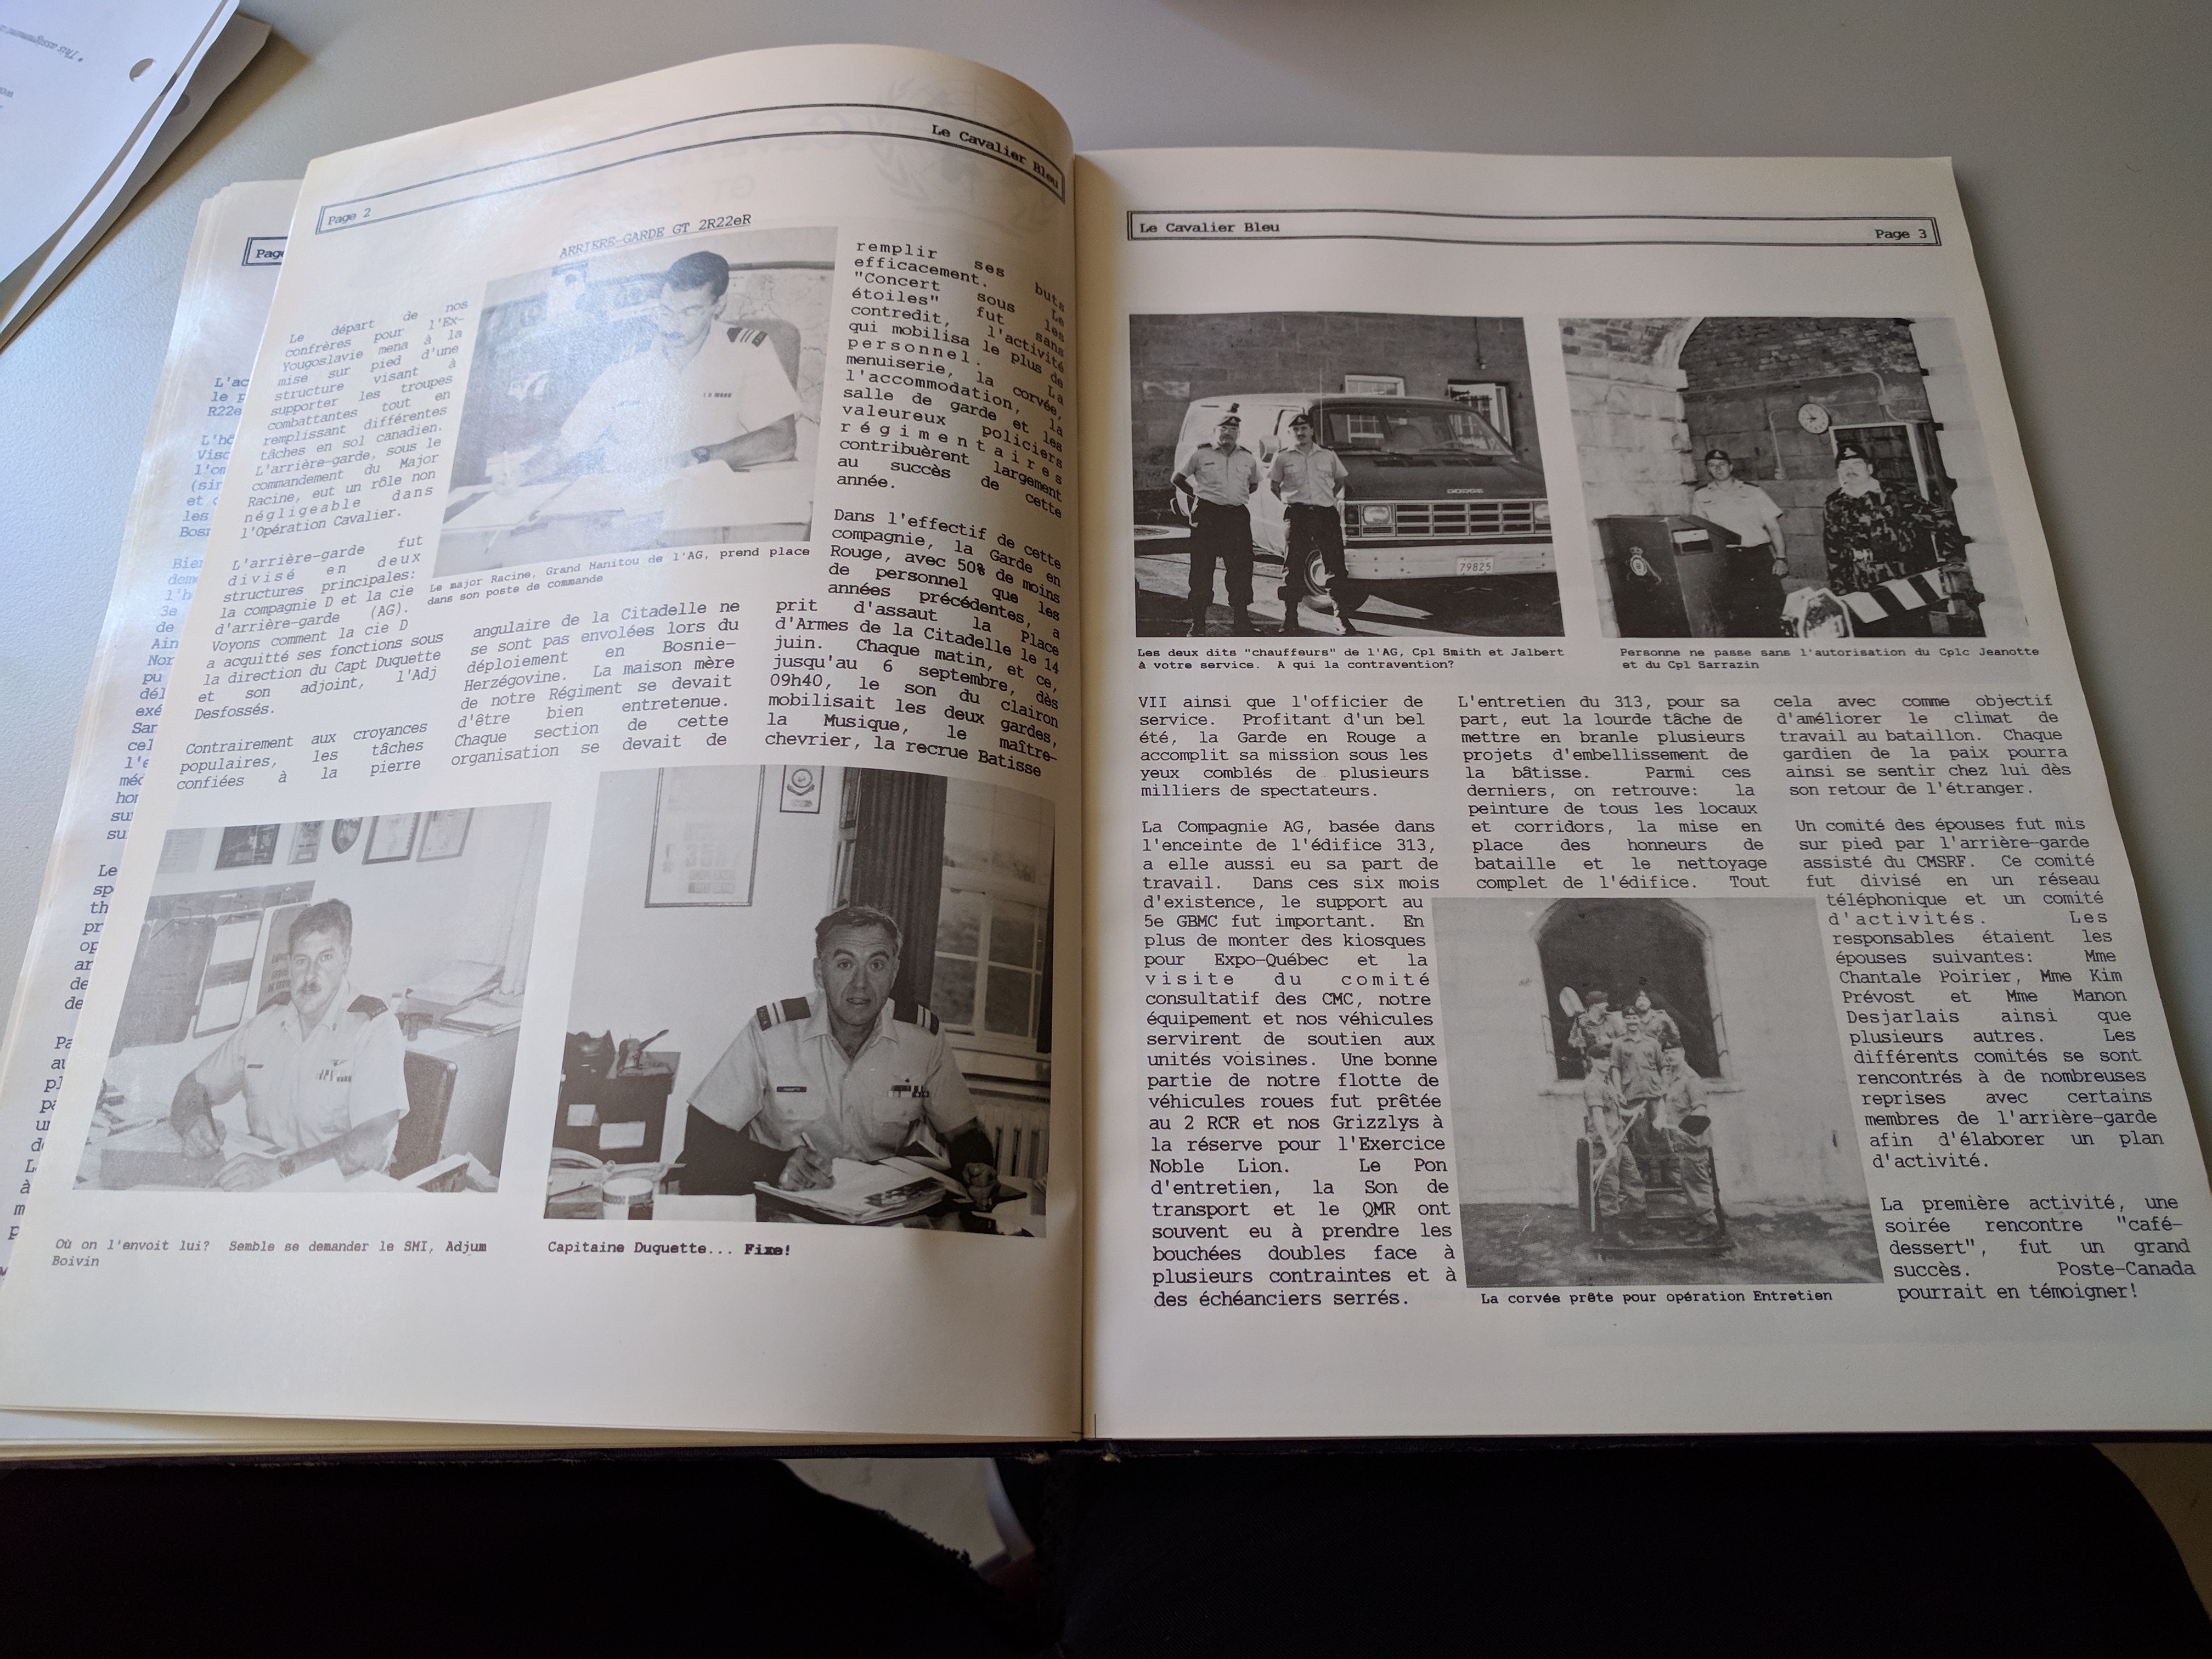 Page 2
Le Cavalier Bleu
ARRIERE-GARDE GT 2R22eR
Le départ de nos
confrères pour l'Ex-
Yougoslavie mena à la
mise sur pied d'une
structure visant à
supporter les troupes
combattantes tout en
remplissant différentes
tâches en sol canadien.
L'arrière-garde, sous le
commandement du Major
Racine, eut un rôle non
négligeable dans
l'Opération Cavalier.
L'arrière-garde fut
divisé en deux
structures principales:
la compagnie D et la cie
d'arrière-garde (AG).
Voyons comment la cie D
a acquitté ses fonctions sous
la direction du Capt Duquette
et son adjoint, l'Adj
Desfossés.
Contrairement aux croyances
populaires, les tâches
confiées à la pierre
Le major Racine, Grand Manitou de l'AG, prend place
dans son poste de commande
angulaire de la Citadelle ne
se sont pas envolées lors du
déploiement en Bosnie-
Herzégovine. La maison mère
de notre Régiment se devait
d'être bien entretenue.
Chaque section de cette
organisation se devait de
remplir ses buts
efficacement. Le
"Concert sous les
étoiles" fut sans
contredit, l'activité
qui mobilisa le plus de
personnel. La
menuiserie, la corvée,
l'accommodation, la
salle de garde et les
valeureux policiers
régimentaires
contribuèrent largement
au succès de cette
année.
Dans l'effectif de cette
compagnie, la Garde en
Rouge, avec 50% de moins
de personnel que les
années précédentes, a
prit d'assaut la Place
d'Armes de la Citadelle le 14
juin. Chaque matin, et ce,
jusqu'au 6 septembre, dès
09h40, le son du clairon
mobilisait les deux gardes,
la Musique, le maître-
chevrier, la recrue Batisse
Où on l'envoit lui? Semble se demander le SMI, Adjum
Boivin
Capitaine Duquette... Fixe!
Le Cavalier Bleu
Page 3
DODGE
79825
Les deux dits "chauffeurs" de l'AG, Cpl Smith et Jalbert
à votre service. A qui la contravention?
Personne ne passe sans l'autorisation du Cplc Jeanotte
et du Cpl Sarrazin
VII ainsi que l'officier de
service. Profitant d'un bel
été, la Garde en Rouge a
accomplit sa mission sous les
yeux comblés de plusieurs
milliers de spectateurs.
La Compagnie AG, basée dans
l'enceinte de l'édifice 313,
a elle aussi eu sa part de
travail. Dans ces six mois
d'existence, le support au
5e GBMC fut important. En
plus de monter des kiosques
pour Expo-Québec et la
visite du comité
consultatif des CMC, notre
équipement et nos véhicules
servirent de soutien aux
unités voisines. Une bonne
partie de notre flotte de
véhicules roues fut prêtée
au 2 RCR et nos Grizzlys à
la réserve pour l'Exercice
Noble Lion. Le Pon
d'entretien, la Son de
transport et le QMR ont
souvent eu à prendre les
bouchées doubles face à
plusieurs contraintes et à
des échéanciers serrés.
L'entretien du 313, pour sa
part, eut la lourde tâche de
mettre en branle plusieurs
projets d'embellissement de
la bâtisse. Parmi ces
derniers, on retrouve: la
peinture de tous les locaux
et corridors, la mise en
place des honneurs de
bataille et le nettoyage
complet de l'édifice. Tout
La corvée prête pour opération Entretien
cela avec comme objectif
d'améliorer le climat de
travail au bataillon. Chaque
gardien de la paix pourra
ainsi se sentir chez lui dès
son retour de l'étranger.
Un comité des épouses fut mis
sur pied par l'arrière-garde
assisté du CMSRF. Ce comité
fut divisé en un réseau
téléphonique et un comité
d'activités. Les
responsables étaient les
épouses suivantes: Mme
Chantale Poirier, Mme Kim
Prévost et Mme Manon
Desjarlais ainsi que
plusieurs autres. Les
différents comités se sont
rencontrés à de nombreuses
reprises avec certains
membres de l'arrière-garde
afin d'élaborer un plan
d'activité.
La première activité, une
soirée rencontre "café-
dessert", fut un grand
succès. Poste-Canada
pourrait en témoigner!